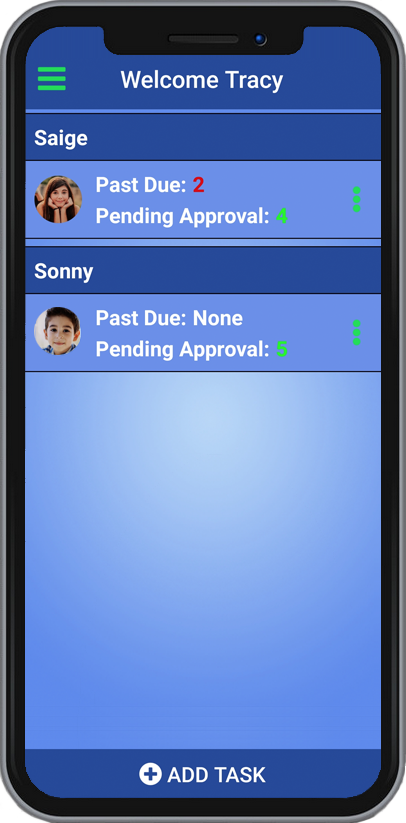 Welcome Tracy
Saige
Past Due: 2
Pending Approval: 4
Sonny
Past Due: None
Pending Approval: 5
ADD TASK